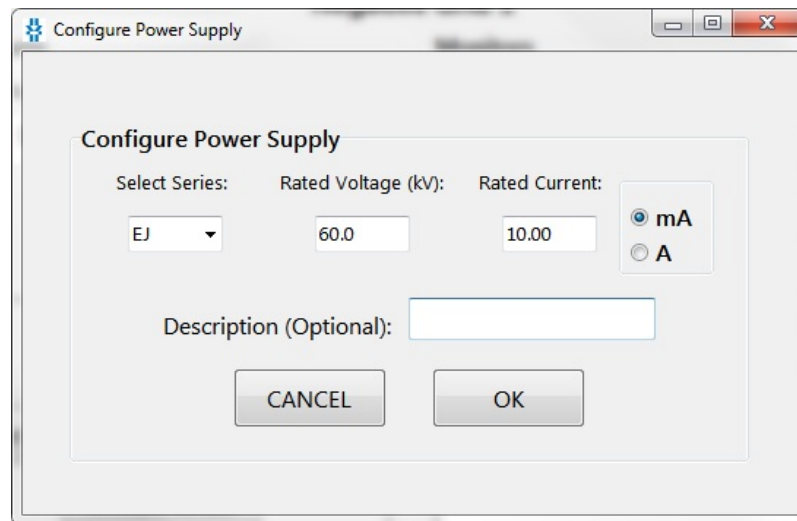 Configure Power Supply
Configure Power Supply
Select Series: Rated Voltage (kV): Rated Current:
EJ 60.0 10.00 mA
A
Description (Optional):
CANCEL OK